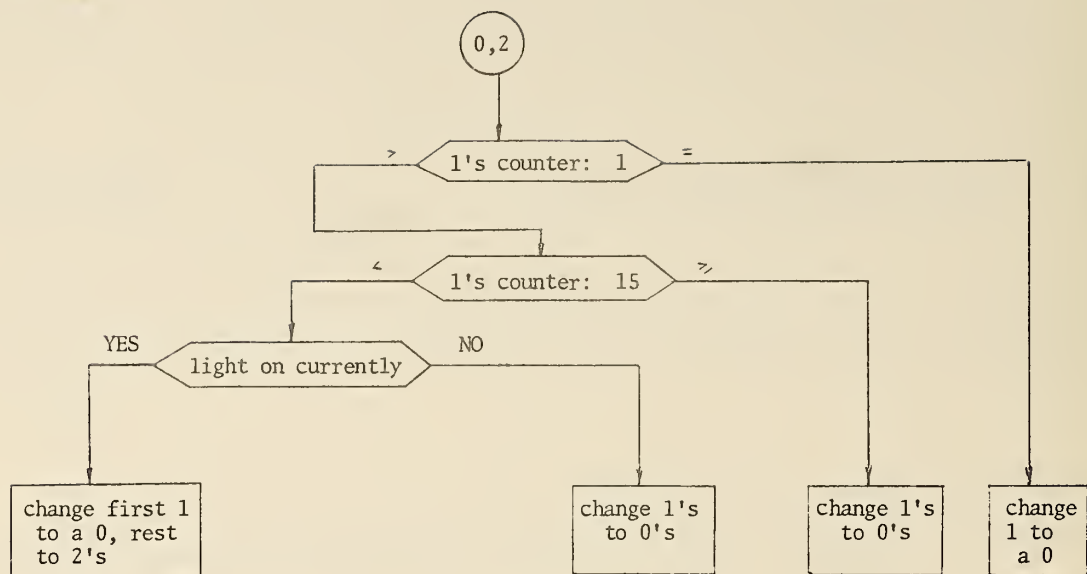 0,2
> 1's counter: 1 =
< 1's counter: 15 ≥
YES light on currently NO
change first 1
to a 0, rest
to 2's
change 1's
to 0's
change 1's
to 0's
change
1 to
a 0